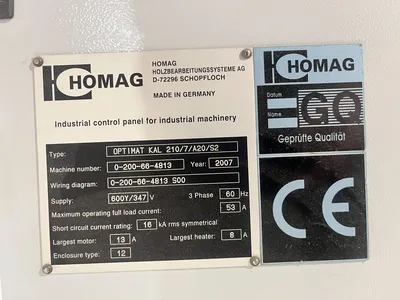 HOMAG
HOMAG
HOLZBEARBEITUNGSSYSTEME AG
D-72296 SCHOPFLOCH
MADE IN GERMANY
Industrial control panel for industrial machinery
Type: OPTIMAT KAL 210/7/A20/S2
Machine number: 0-200-66-4813 Year: 2007
Wiring diagram: 0-200-66-4813 S00
Supply: 600Y/347 V 3 Phase 60 Hz
Maximum operating full load current: 53 A
Short circuit current rating: 16 kA rms symmetrical
Largest motor: 13 A Largest heater: 8 A
Enclosure type: 12
HOMAG
Datum
Name
GQ
Geprüfte Qualität
CE